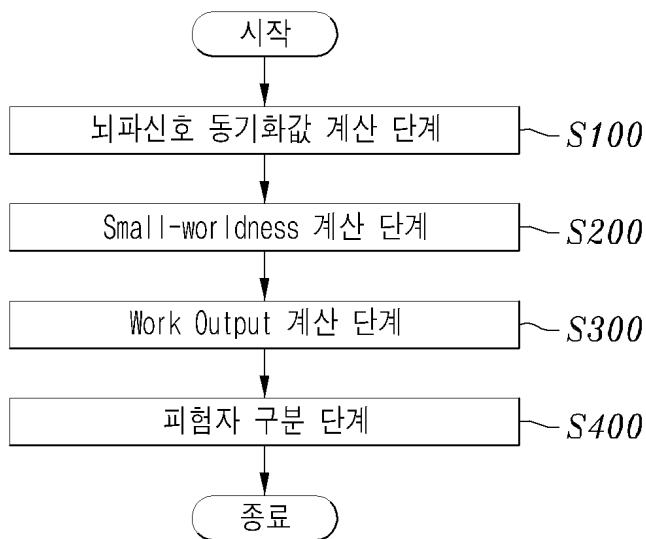 시작
뇌파신호 동기화값 계산 단계 S100
Small-worldness 계산 단계 S200
Work Output 계산 단계 S300
피험자 구분 단계 S400
종료